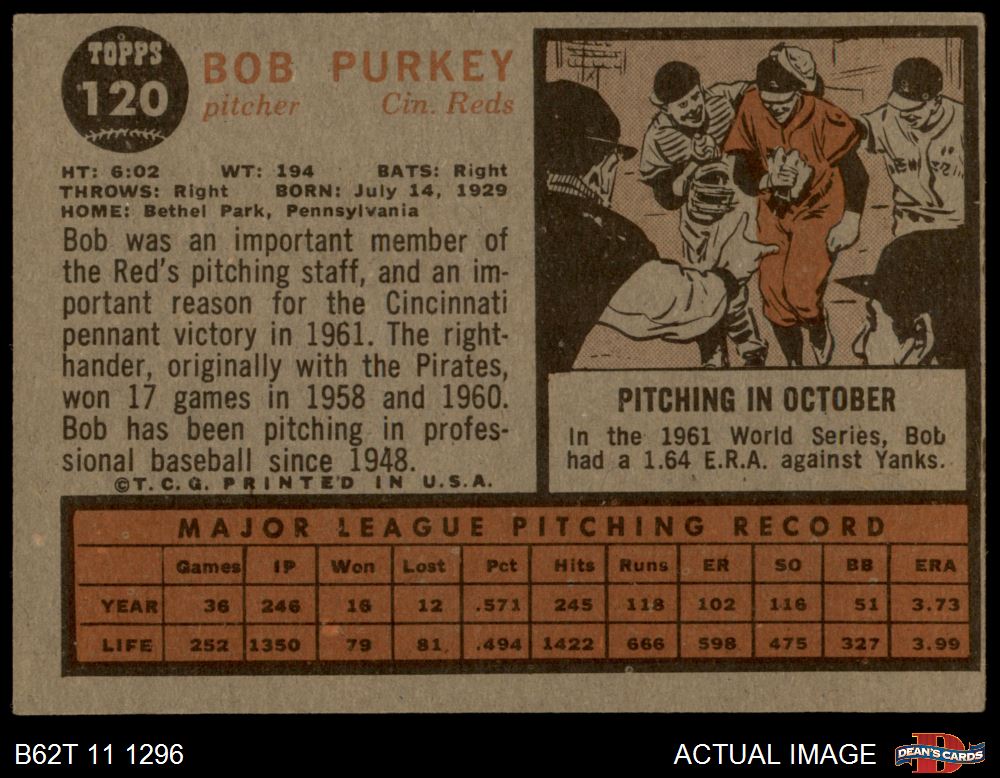 TOPPS
120
BOB PURKEY
pitcher Cin. Reds
HT: 6:02 WT: 194 BATS: Right
THROWS: Right BORN: July 14, 1929
HOME: Bethel Park, Pennsylvania
Bob was an important member of
the Red's pitching staff, and an im-
portant reason for the Cincinnati
pennant victory in 1961. The right-
hander, originally with the Pirates,
won 17 games in 1958 and 1960.
Bob has been pitching in profes-
sional baseball since 1948.
©T.C.G. PRINTED IN U.S.A.
PITCHING IN OCTOBER
In the 1961 World Series, Bob
had a 1.64 E.R.A. against Yanks.
MAJOR LEAGUE PITCHING RECORD
Games IP Won Lost Pct Hits Runs ER SO BB ERA
YEAR 36 246 16 12 .571 245 118 102 116 51 3.73
LIFE 252 1350 79 81 .494 1422 666 598 475 327 3.99
B62T 11 1296 ACTUAL IMAGE DEAN'S CARDS